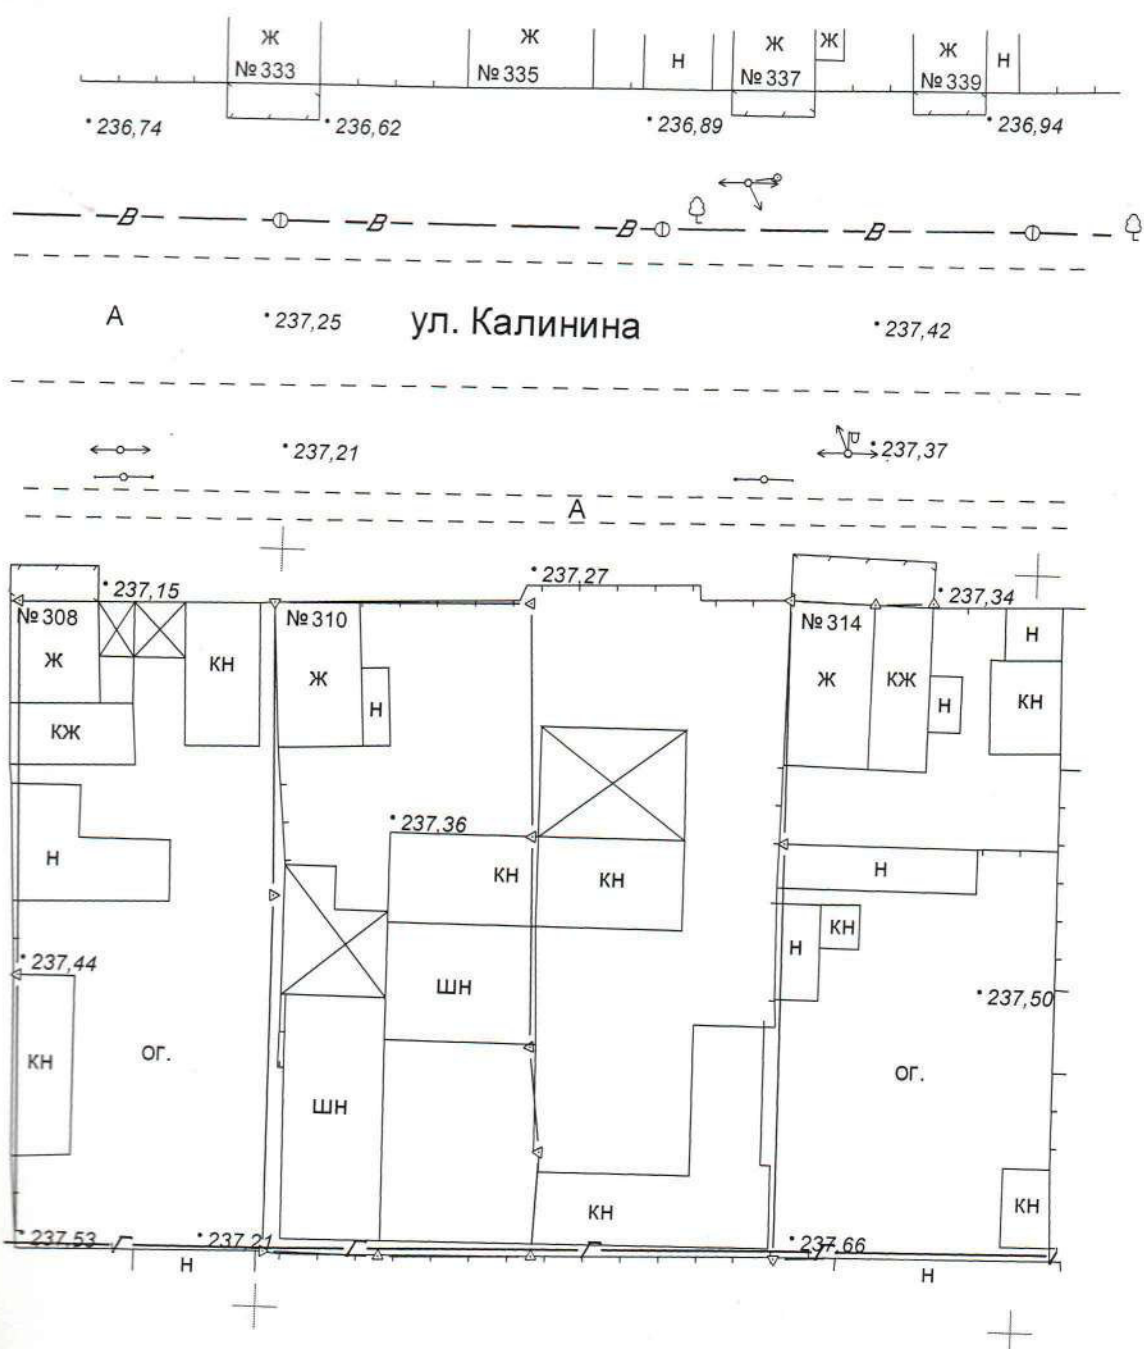 Ж Ж Н Ж Ж Ж Н
№333 №335 №337 №339
236,74 236,62 236,89 236,94
В В В В
А 237,25 ул. Калинина 237,42
237,21 237,37
А
237,15 237,27 237,34
№308 №310 №314
Ж КН Ж Н Ж КЖ Н Н КН
КЖ
237,36
Н КН КН Н
Н КН
237,44 ШН 237,50
КН ОГ. ОГ.
ШН
КН КН
237,53 Г 237,21 Г Г 237,66 Г
Н Н